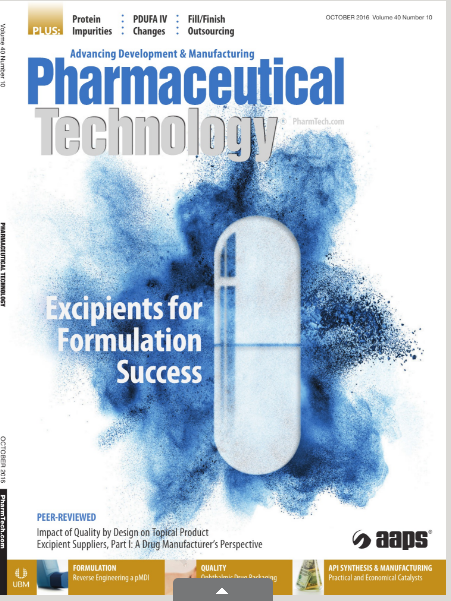 PLUS:
Protein
Impurities
PDUFA IV
Changes
Fill/Finish
Outsourcing
OCTOBER 2016 Volume 40 Number 10
Advancing Development & Manufacturing
Pharmaceutical
Technology®
PharmTech.com
Excipients for
Formulation
Success
PEER-REVIEWED
Impact of Quality by Design on Topical Product
Excipient Suppliers, Part I: A Drug Manufacturer's Perspective
aaps®
UBM
FORMULATION
Reverse Engineering a pMDI
QUALITY
Ophthalmic Drug Packaging
API SYNTHESIS & MANUFACTURING
Practical and Economical Catalysts
Volume 40 Number 10
PHARMACEUTICAL TECHNOLOGY
OCTOBER 2016
PharmTech.com